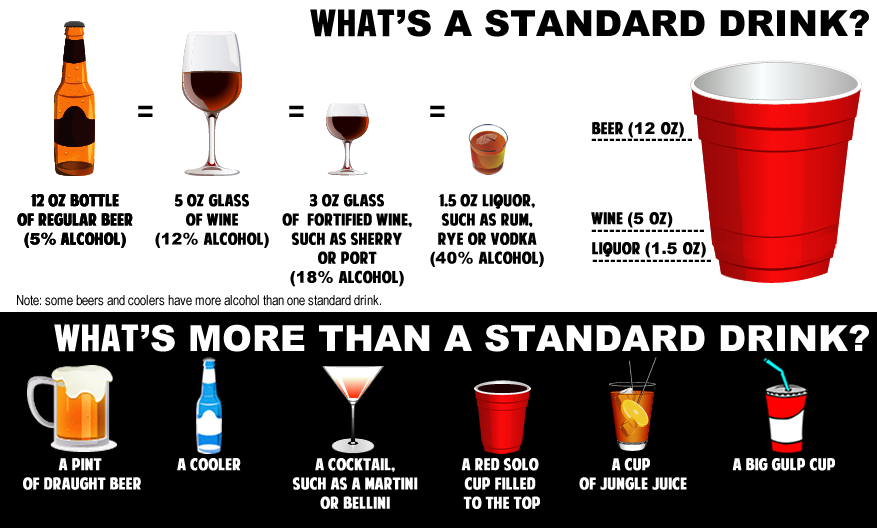 WHAT'S A STANDARD DRINK?
BEER (12 OZ)
WINE (5 OZ)
LIQUOR (1.5 OZ)
=
=
=
12 OZ BOTTLE
OF REGULAR BEER
(5% ALCOHOL)
5 OZ GLASS
OF WINE
(12% ALCOHOL)
3 OZ GLASS
OF FORTIFIED WINE,
SUCH AS SHERRY
OR PORT
(18% ALCOHOL)
1.5 OZ LIQUOR,
SUCH AS RUM,
RYE OR VODKA
(40% ALCOHOL)
Note: some beers and coolers have more alcohol than one standard drink.
WHAT'S MORE THAN A STANDARD DRINK?
A PINT
OF DRAUGHT BEER
A COOLER
A COCKTAIL,
SUCH AS A MARTINI
OR BELLINI
A RED SOLO
CUP FILLED
TO THE TOP
A CUP
OF JUNGLE JUICE
A BIG GULP CUP